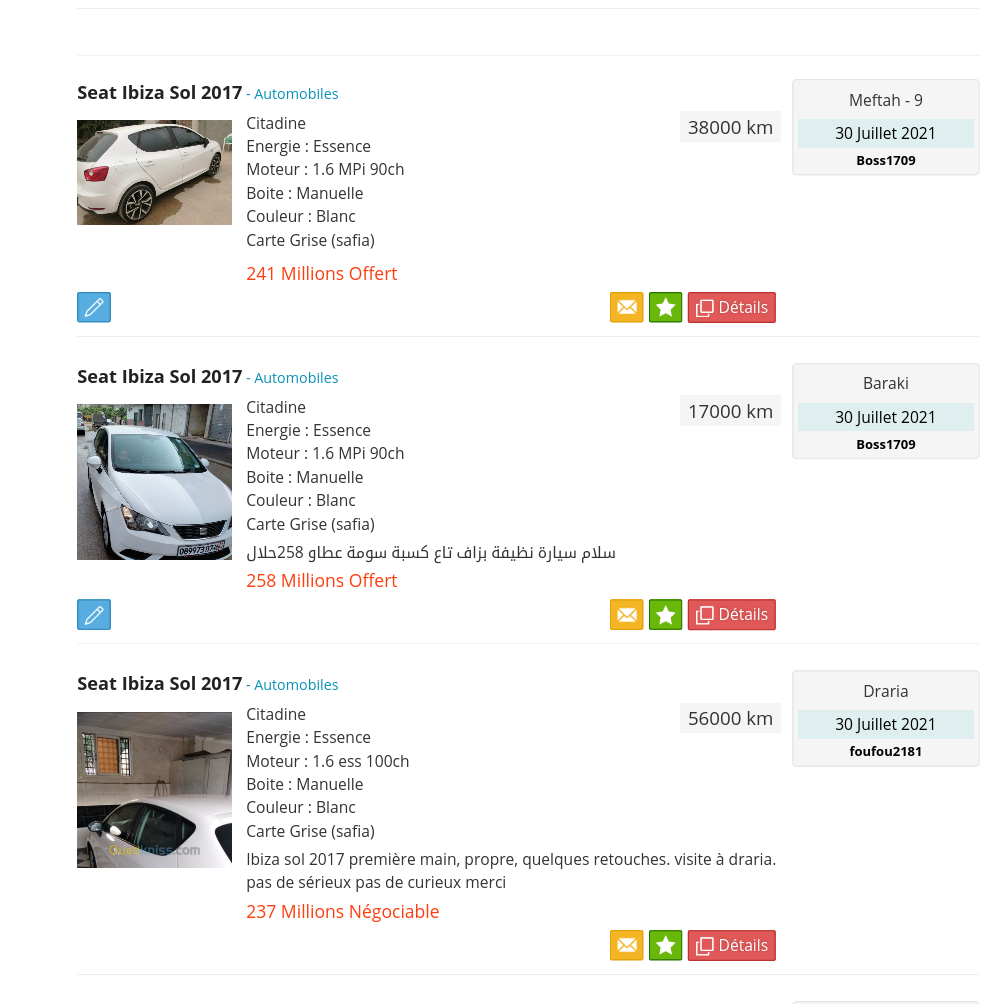 Seat Ibiza Sol 2017 - Automobiles
Citadine
Energie : Essence
Moteur : 1.6 MPi 90ch
Boite : Manuelle
Couleur : Blanc
Carte Grise (safia)
241 Millions Offert
38000 km
Meftah - 9
30 Juillet 2021
Boss1709
Détails
Seat Ibiza Sol 2017 - Automobiles
Citadine
Energie : Essence
Moteur : 1.6 MPi 90ch
Boite : Manuelle
Couleur : Blanc
Carte Grise (safia)
سلام سيارة نظيفة بزاف تاع كسبة سومة عطاو 258حلال
258 Millions Offert
17000 km
Baraki
30 Juillet 2021
Boss1709
Détails
Seat Ibiza Sol 2017 - Automobiles
Citadine
Energie : Essence
Moteur : 1.6 ess 100ch
Boite : Manuelle
Couleur : Blanc
Carte Grise (safia)
Ibiza sol 2017 première main, propre, quelques retouches. visite à draria.
pas de sérieux pas de curieux merci
237 Millions Négociable
56000 km
Draria
30 Juillet 2021
foufou2181
Ouedkniss.com
Détails